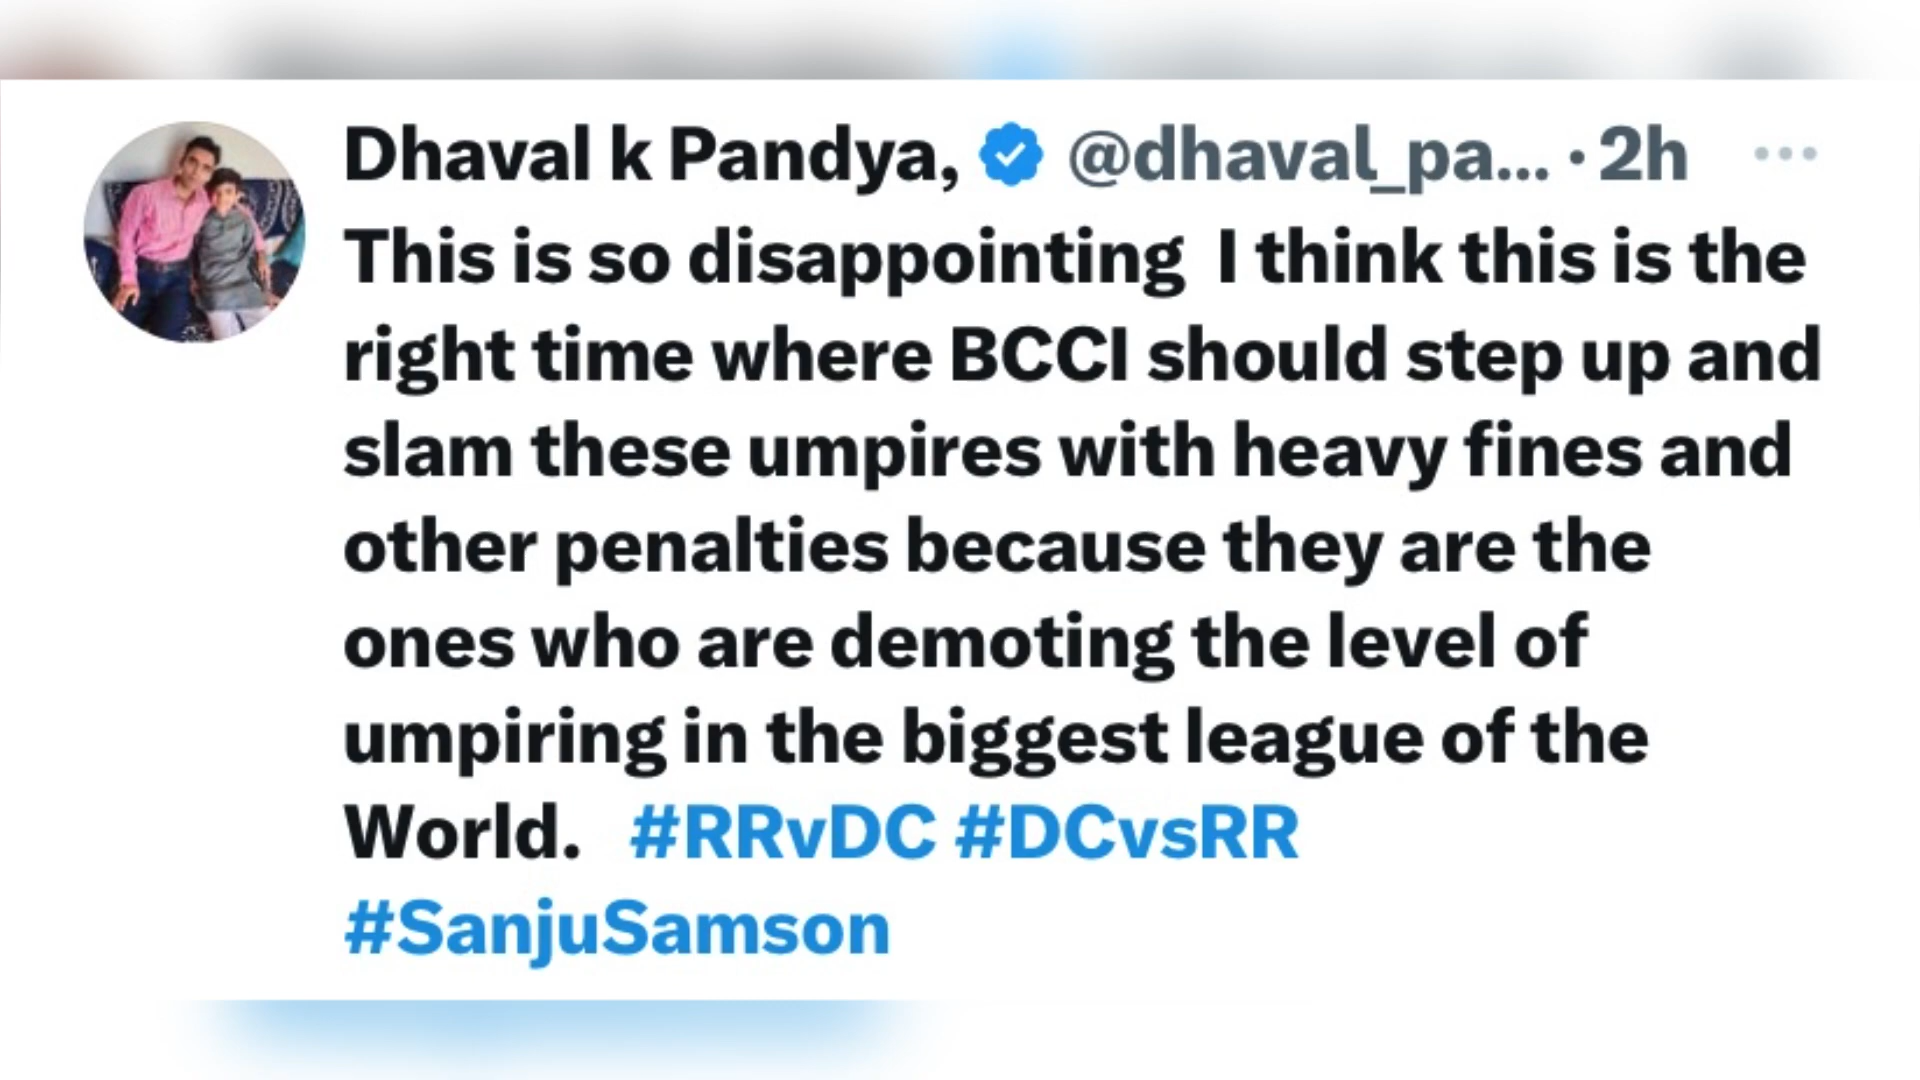 Dhaval k Pandya, @dhaval_pa... · 2h ...
This is so disappointing  I think this is the
right time where BCCI should step up and
slam these umpires with heavy fines and
other penalties because they are the
ones who are demoting the level of
umpiring in the biggest league of the
World.   #RRvDC #DCvsRR
#SanjuSamson